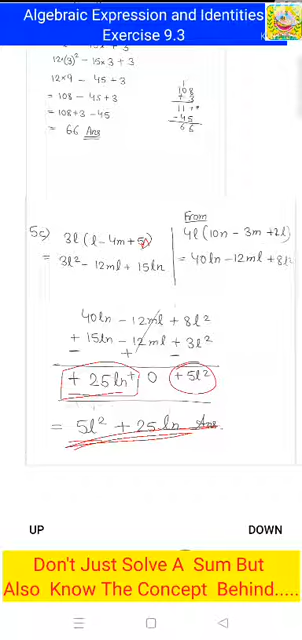 Algebraic Expression and Identities
Exercise 9.3
12×(3)² - 15×3 + 3
12×9 - 45 + 3
= 108 - 45 + 3
= 108 + 3 - 45
= 66 Ans
1
108
+ 3
111
-45
66
5c) 3l (l - 4m + 5n)
= 3l² - 12ml + 15ln
From
4l (10n - 3m + 2l)
= 40ln - 12ml + 8l²
40ln - 12ml + 8l²
+ 15ln - 12ml + 3l²
- + -
+ 25ln + 0 + 5l²
= 5l² + 25ln Ans.
UP DOWN
Don't Just Solve A Sum But
Also Know The Concept Behind.....